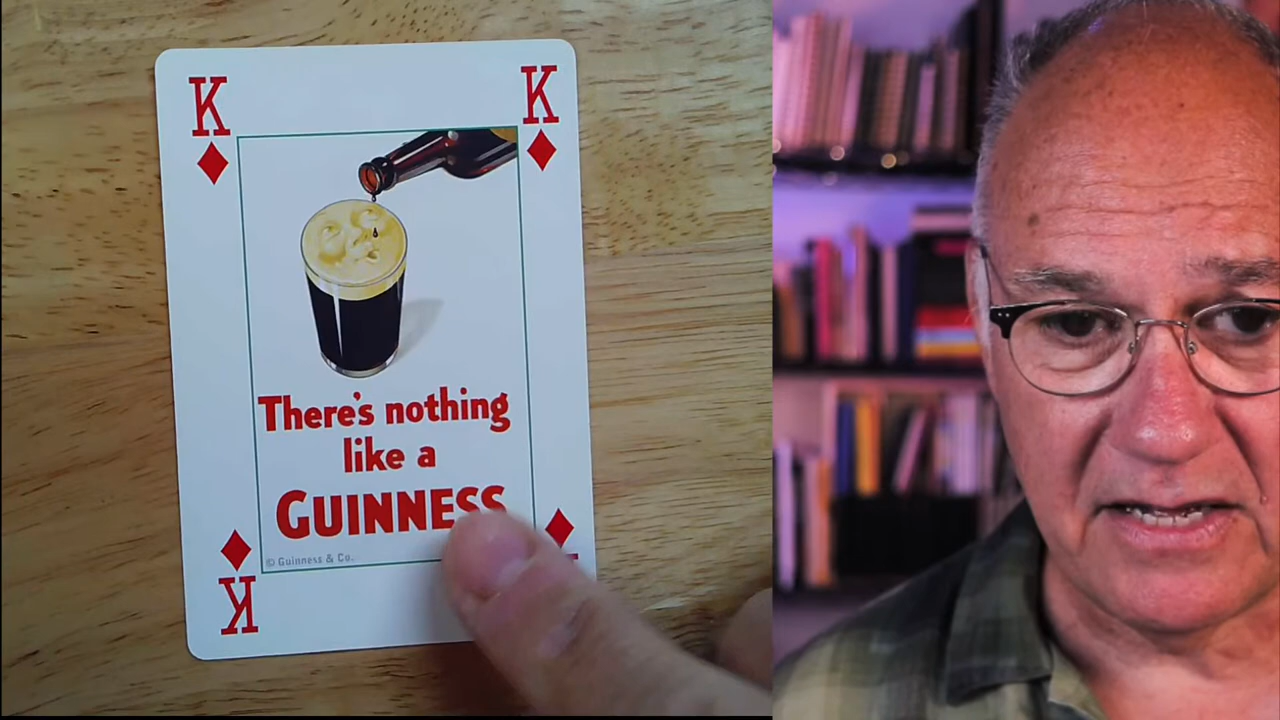 K K
There's nothing
like a
GUINNESS
© Guinness & Co.
K